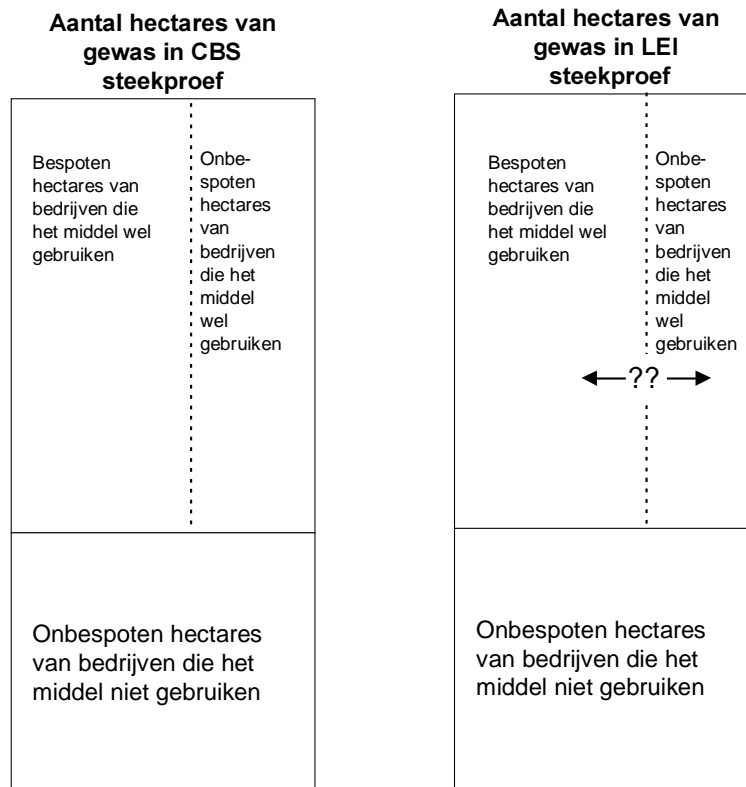 Aantal hectares van
gewas in CBS
steekproef
Bespoten
hectares van
bedrijven die
het middel wel
gebruiken
Onbe-
spoten
hectares
van
bedrijven
die het
middel
wel
gebruiken
Onbespoten hectares
van bedrijven die het
middel niet gebruiken
Aantal hectares van
gewas in LEI
steekproef
Bespoten
hectares van
bedrijven die
het middel wel
gebruiken
Onbe-
spoten
hectares
van
bedrijven
die het
middel
wel
gebruiken
??
Onbespoten hectares
van bedrijven die het
middel niet gebruiken